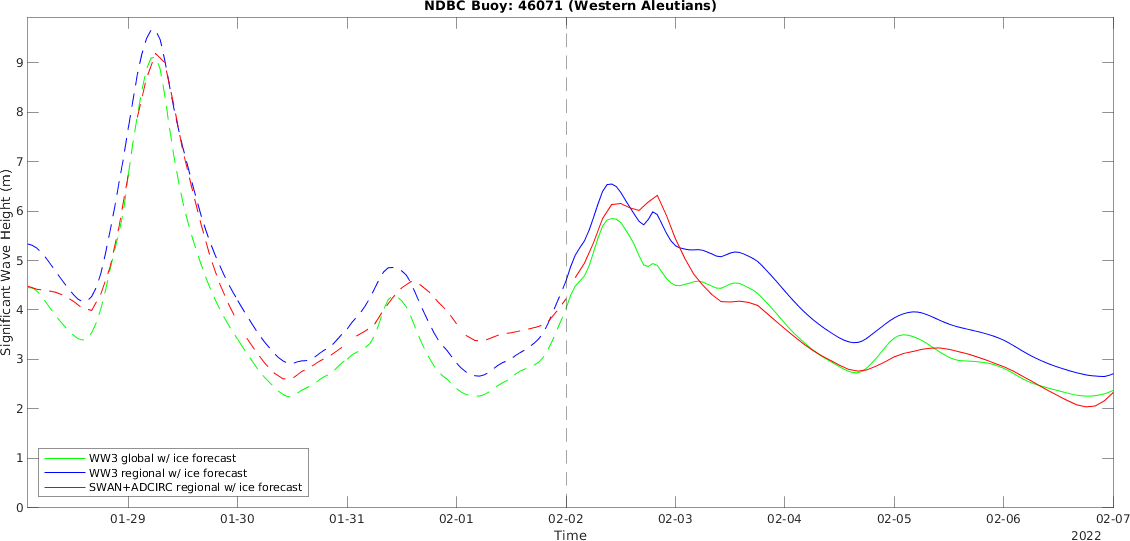 NDBC Buoy: 46071 (Western Aleutians)
Significant Wave Height (m)
9
8
7
6
5
4
3
2
1
0
WW3 global w/ ice forecast
WW3 regional w/ ice forecast
SWAN+ADCIRC regional w/ ice forecast
01-29 01-30 01-31 02-01 02-02 02-03 02-04 02-05 02-06 02-07
Time
2022